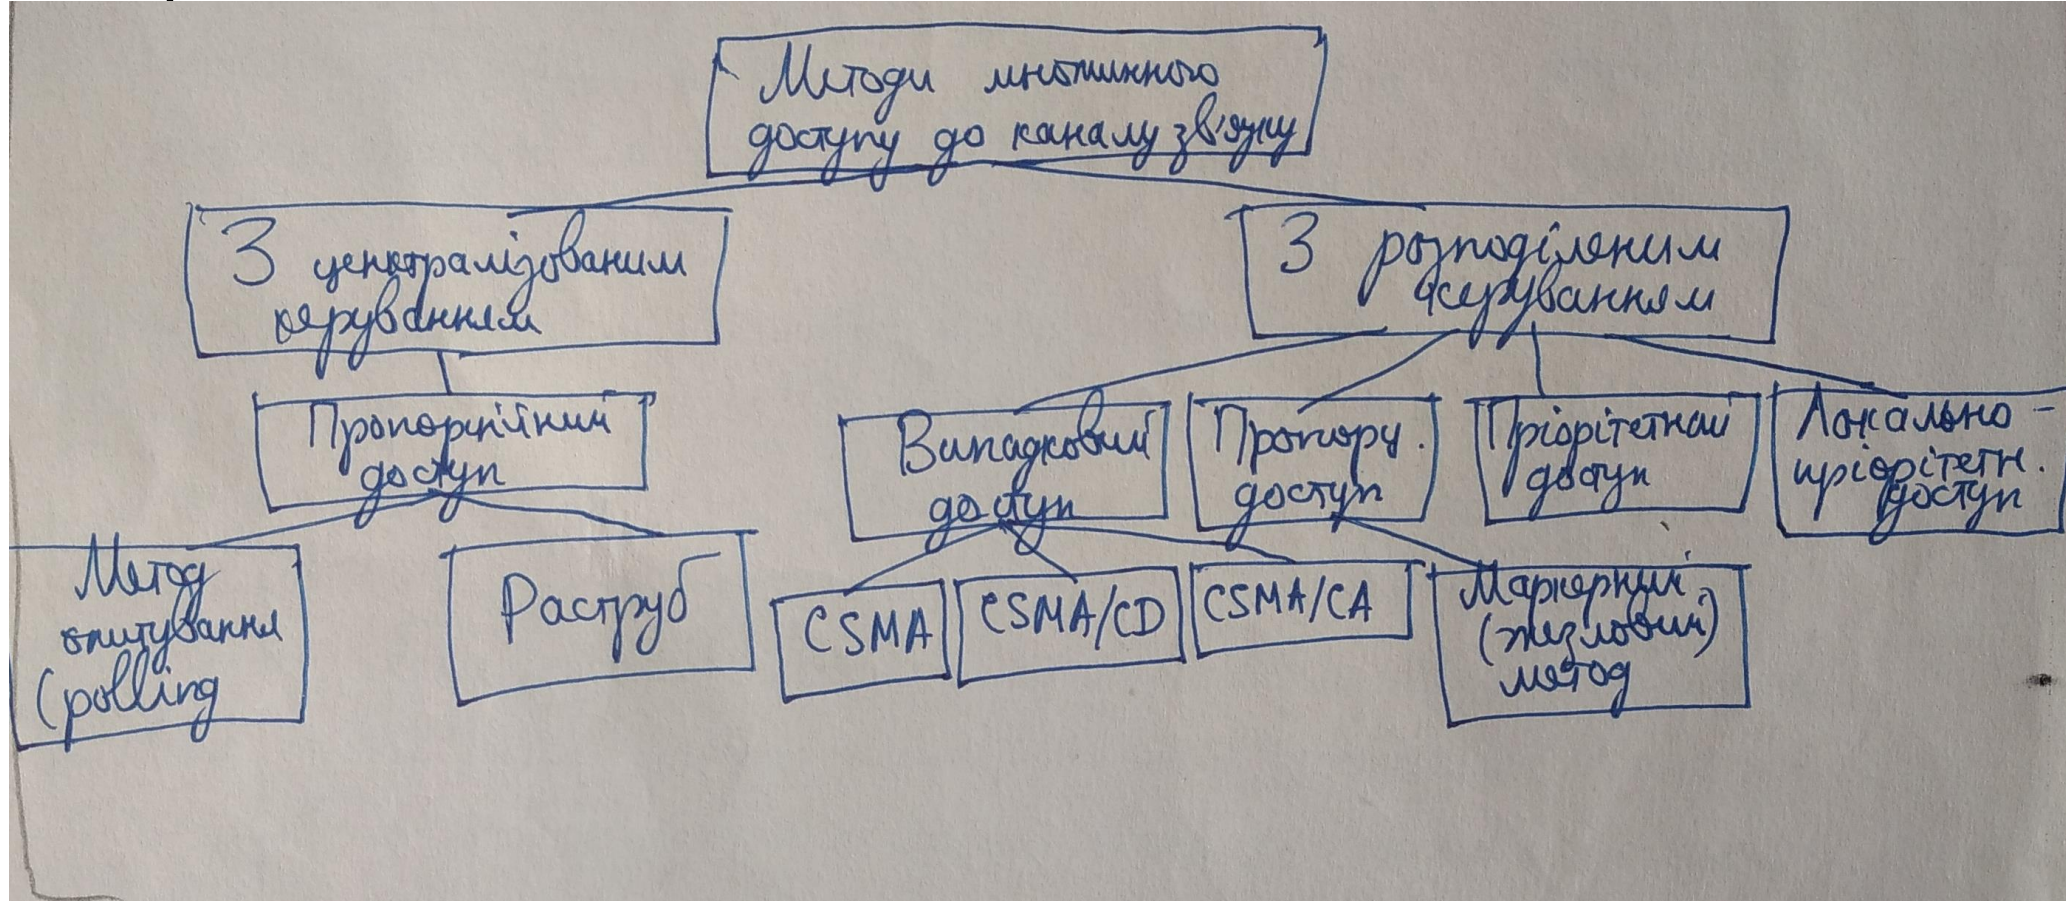 Методи множинного
доступу до каналу зв'язку
З централізованим
керуванням
З розподіленим
керуванням
Пропорційний
доступ
Випадковий
доступ
Пропорц.
доступ
Пріорітетний
доступ
Локально-
пріорітетн.
доступ
Метод
опитування
(polling
Раструб
CSMA
CSMA/CD
CSMA/CA
Маркерний
(жезловий)
метод